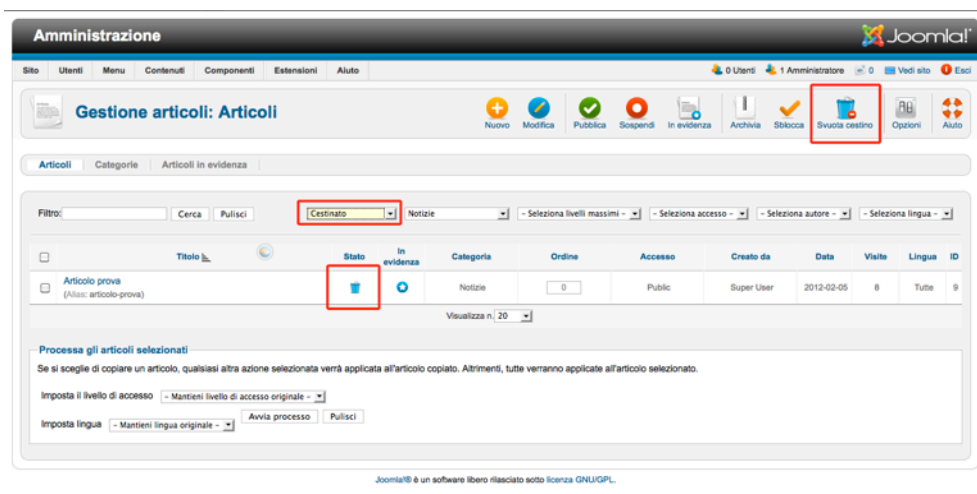 Amministrazione
Joomla!®
Sito Utenti Menu Contenuti Componenti Estensioni Aiuto
0 Utenti 1 Amministratore 0 Vedi sito Esci
Gestione articoli: Articoli
Nuovo Modifica Pubblica Sospendi In evidenza Archivia Sblocca Svuota cestino Opzioni Aiuto
Articoli Categorie Articoli in evidenza
Filtro: Cerca Pulisci Cestinato Notizie - Seleziona livelli massimi - - Seleziona accesso - - Seleziona autore - - Seleziona lingua -
Titolo Stato In evidenza Categoria Ordine Accesso Creato da Data Visite Lingua ID
Articolo prova
(Alias: articolo-prova)
Notizie 0 Public Super User 2012-02-05 8 Tutte 9
Visualizza n. 20
Processa gli articoli selezionati
Se si sceglie di copiare un articolo, qualsiasi altra azione selezionata verrà applicata all'articolo copiato. Altrimenti, tutte verranno applicate all'articolo selezionato.
Imposta il livello di accesso - Mantieni livello di accesso originale -
Imposta lingua - Mantieni lingua originale - Avvia processo Pulisci
Joomla!® è un software libero rilasciato sotto licenza GNU/GPL.